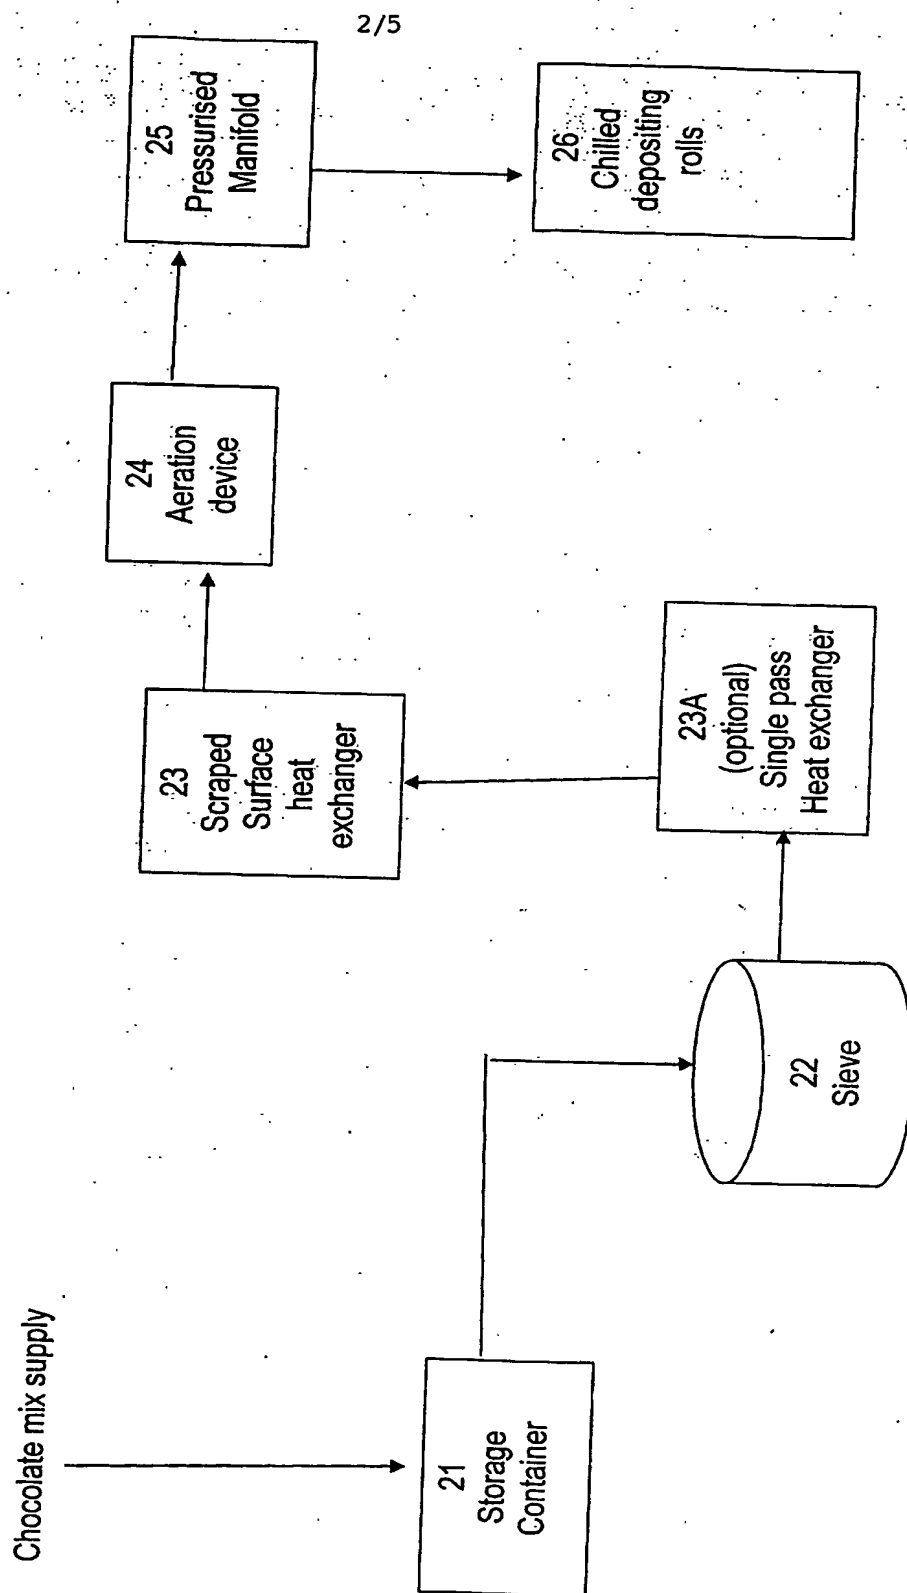 2/5
Chocolate mix supply
21
Storage
Container
22
Sieve
23A
(optional)
Single pass
Heat exchanger
23
Scraped
Surface
heat
exchanger
24
Aeration
device
25
Pressurised
Manifold
26
Chilled
depositing
rolls